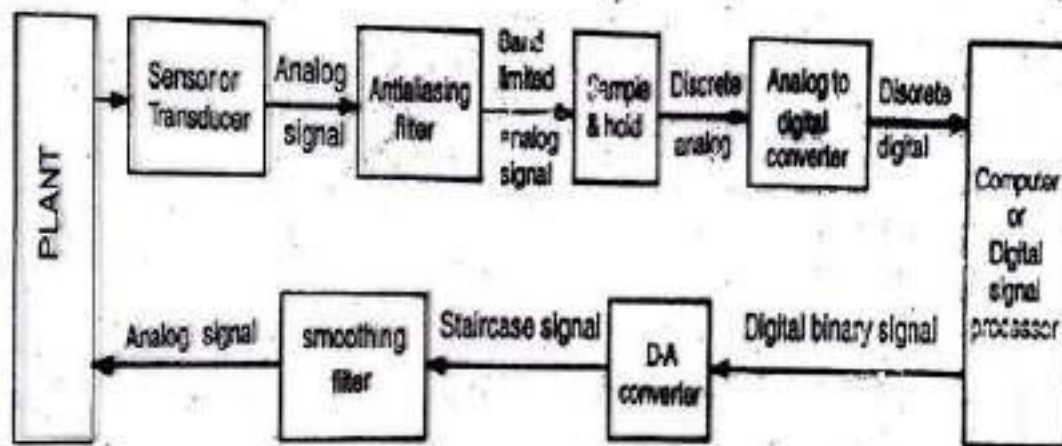 PLANT
Sensor or
Transducer
Analog
signal
Antialiasing
filter
Band
limited
analog
signal
Sample
& hold
Discrete
analog
Analog to
digital
converter
Discrete
digital
Computer
or
Digital
signal
processor
Digital binary signal
D-A
converter
Staircase signal
smoothing
filter
Analog signal